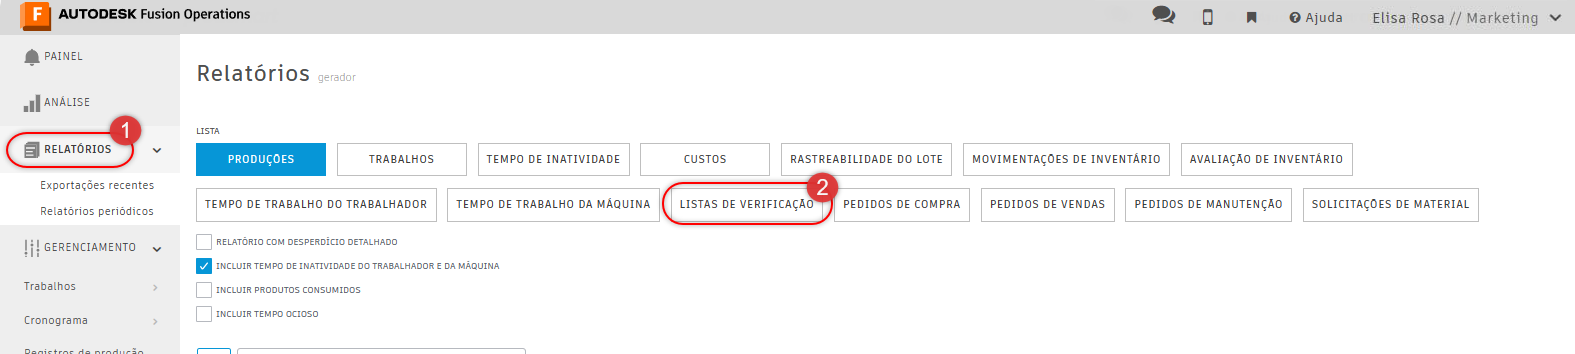 F AUTODESK Fusion Operations
Ajuda
Elisa Rosa // Marketing
PAINEL
ANÁLISE
RELATÓRIOS
1
Exportações recentes
Relatórios periódicos
GERENCIAMENTO
Trabalhos
Cronograma
Registros de produção
Relatórios gerador
LISTA
PRODUÇÕES TRABALHOS TEMPO DE INATIVIDADE CUSTOS RASTREABILIDADE DO LOTE MOVIMENTAÇÕES DE INVENTÁRIO AVALIAÇÃO DE INVENTÁRIO
2
TEMPO DE TRABALHO DO TRABALHADOR TEMPO DE TRABALHO DA MÁQUINA LISTAS DE VERIFICAÇÃO PEDIDOS DE COMPRA PEDIDOS DE VENDAS PEDIDOS DE MANUTENÇÃO SOLICITAÇÕES DE MATERIAL
RELATÓRIO COM DESPERDÍCIO DETALHADO
INCLUIR TEMPO DE INATIVIDADE DO TRABALHADOR E DA MÁQUINA
INCLUIR PRODUTOS CONSUMIDOS
INCLUIR TEMPO OCIOSO